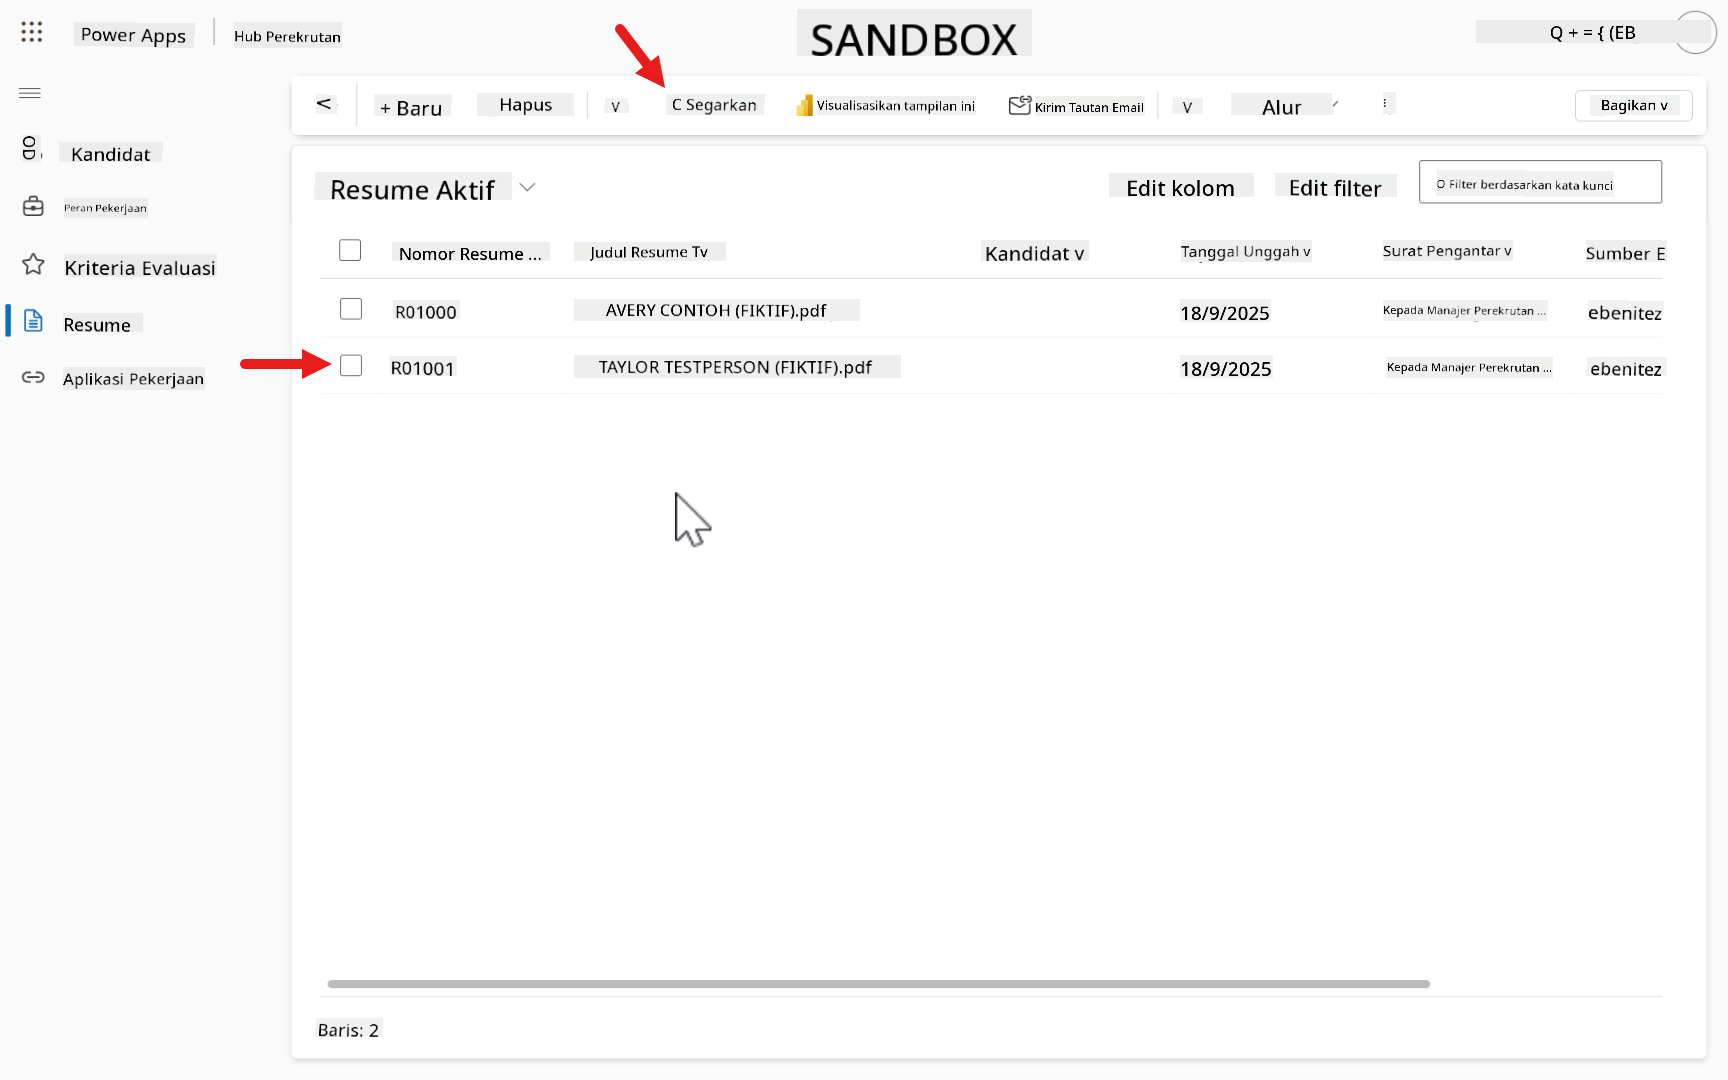 Power Apps
Hub Perekrutan
SANDBOX
Q + = { (EB
< + Baru Hapus v C Segarkan Visualisasikan tampilan ini Kirim Tautan Email v Alur Bagikan v
Kandidat
Peran Pekerjaan
Kriteria Evaluasi
Resume
Aplikasi Pekerjaan
Resume Aktif
Edit kolom Edit filter O Filter berdasarkan kata kunci
Nomor Resume ... Judul Resume Tv Kandidat v Tanggal Unggah v Surat Pengantar v Sumber E
R01000 AVERY CONTOH (FIKTIF).pdf 18/9/2025 Kepada Manajer Perekrutan ... ebenitez
R01001 TAYLOR TESTPERSON (FIKTIF).pdf 18/9/2025 Kepada Manajer Perekrutan ... ebenitez
Baris: 2